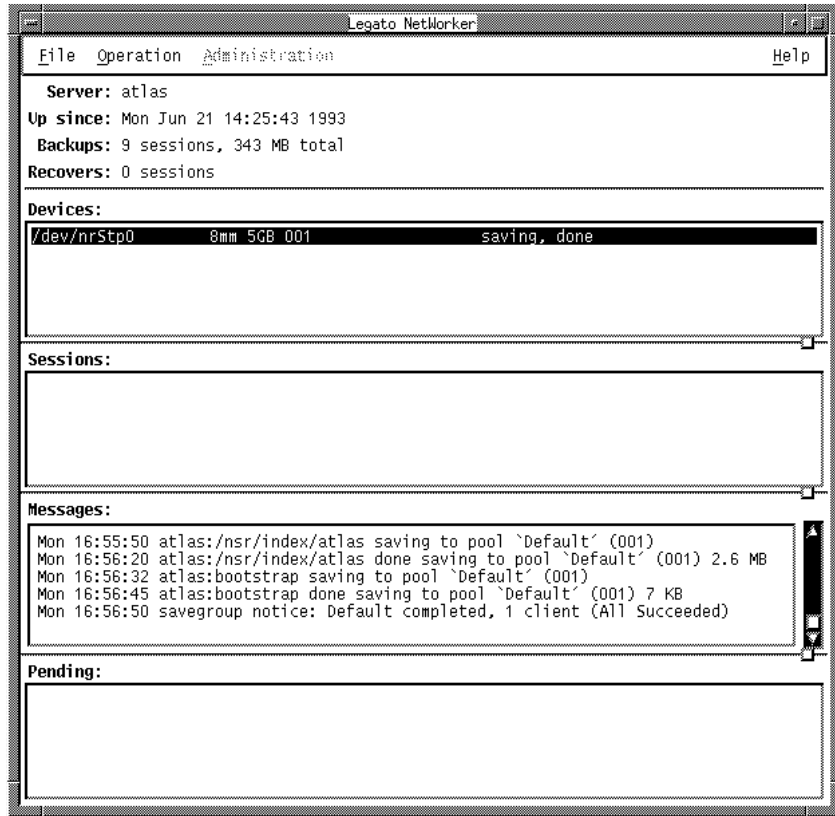 Legato NetWorker
File Operation Administration Help
Server: atlas
Up since: Mon Jun 21 14:25:43 1993
Backups: 9 sessions, 343 MB total
Recovers: 0 sessions
Devices:
/dev/nrStp0 8mm 5GB 001 saving, done
Sessions:
Messages:
Mon 16:55:50 atlas:/nsr/index/atlas saving to pool `Default´ (001)
Mon 16:56:20 atlas:/nsr/index/atlas done saving to pool `Default´ (001) 2.6 MB
Mon 16:56:32 atlas:bootstrap saving to pool `Default´ (001)
Mon 16:56:45 atlas:bootstrap done saving to pool `Default´ (001) 7 KB
Mon 16:56:50 savegroup notice: Default completed, 1 client (All Succeeded)
Pending: